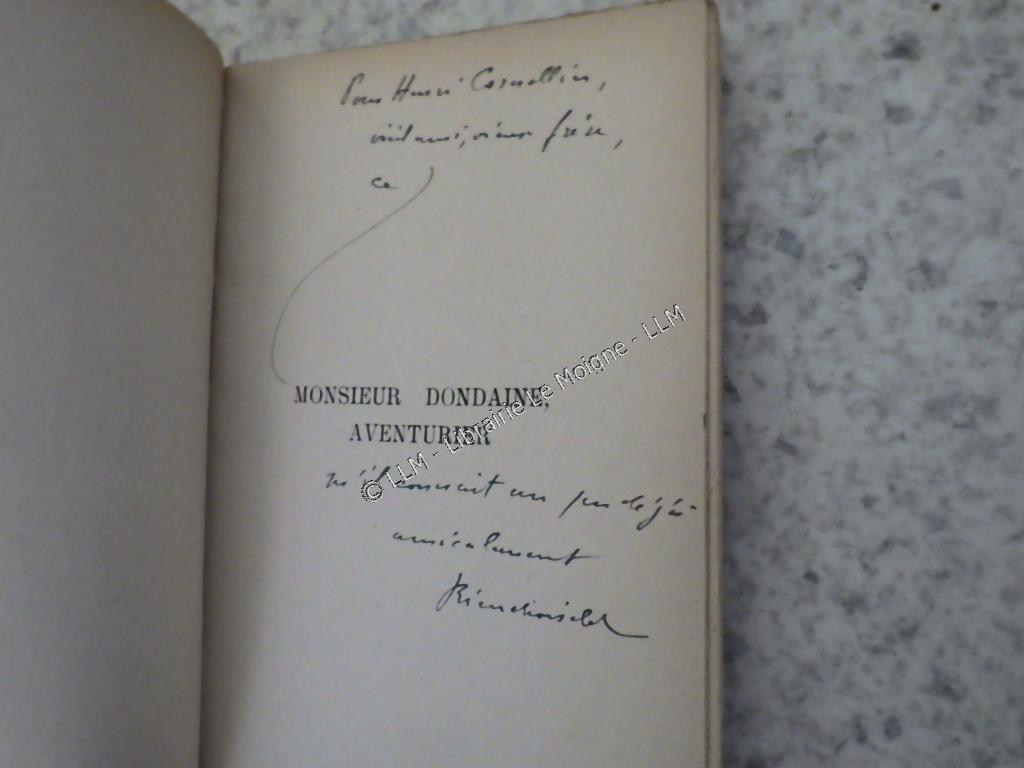 Pour Henri Cornellier,
vieil ami, vieux frère,
ce
MONSIEUR DONDAINE,
AVENTURIER
qu'il connait un peu déjà
amicalement
© LLM - Librairie Le Moigne - LLM